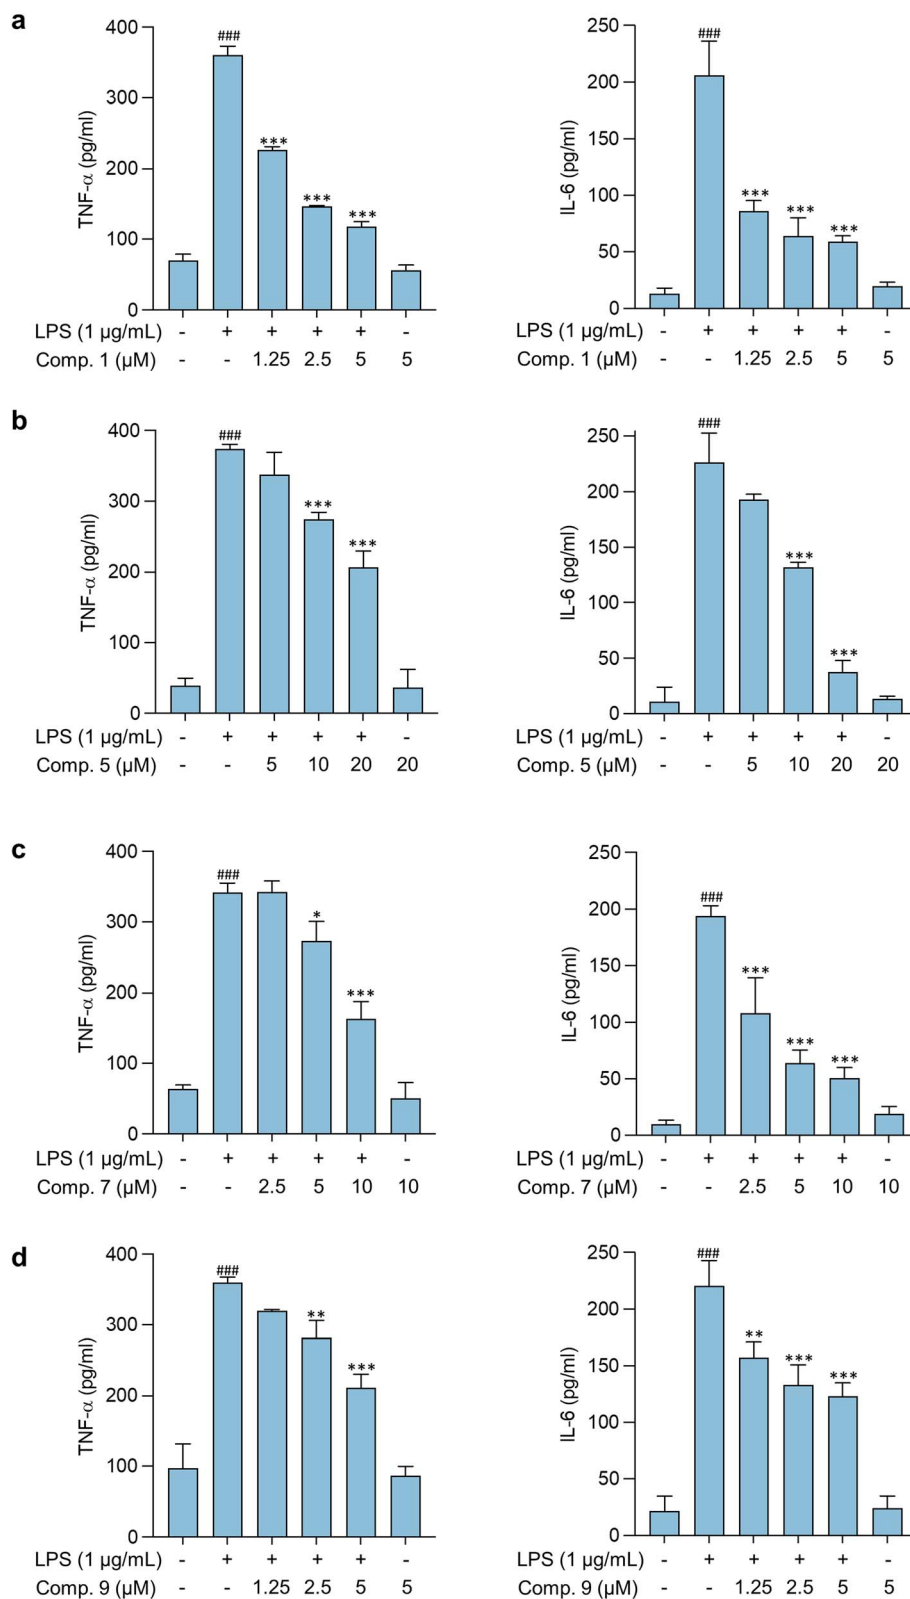 a
TNF-α (pg/ml)
400
300
200
100
0
###
***
***
***
LPS (1 µg/mL) - + + + + -
Comp. 1 (µM) - - 1.25 2.5 5 5
IL-6 (pg/ml)
250
200
150
100
50
0
###
***
***
***
LPS (1 µg/mL) - + + + + -
Comp. 1 (µM) - - 1.25 2.5 5 5
b
TNF-α (pg/ml)
400
300
200
100
0
###
***
***
LPS (1 µg/mL) - + + + + -
Comp. 5 (µM) - - 5 10 20 20
IL-6 (pg/ml)
250
200
150
100
50
0
###
***
***
LPS (1 µg/mL) - + + + + -
Comp. 5 (µM) - - 5 10 20 20
c
TNF-α (pg/ml)
400
300
200
100
0
###
*
***
LPS (1 µg/mL) - + + + + -
Comp. 7 (µM) - - 2.5 5 10 10
IL-6 (pg/ml)
250
200
150
100
50
0
###
***
***
***
LPS (1 µg/mL) - + + + + -
Comp. 7 (µM) - - 2.5 5 10 10
d
TNF-α (pg/ml)
400
300
200
100
0
###
**
***
LPS (1 µg/mL) - + + + + -
Comp. 9 (µM) - - 1.25 2.5 5 5
IL-6 (pg/ml)
250
200
150
100
50
0
###
**
***
***
LPS (1 µg/mL) - + + + + -
Comp. 9 (µM) - - 1.25 2.5 5 5